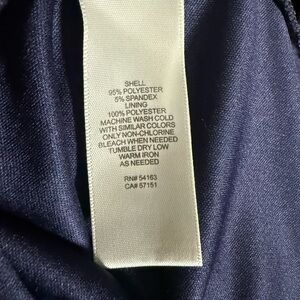 SHELL
95% POLYESTER
5% SPANDEX
LINING
100% POLYESTER
MACHINE WASH COLD
WITH SIMILAR COLORS
ONLY NON-CHLORINE
BLEACH WHEN NEEDED
TUMBLE DRY LOW
WARM IRON
AS NEEDED
RN# 54163
CA# 57151